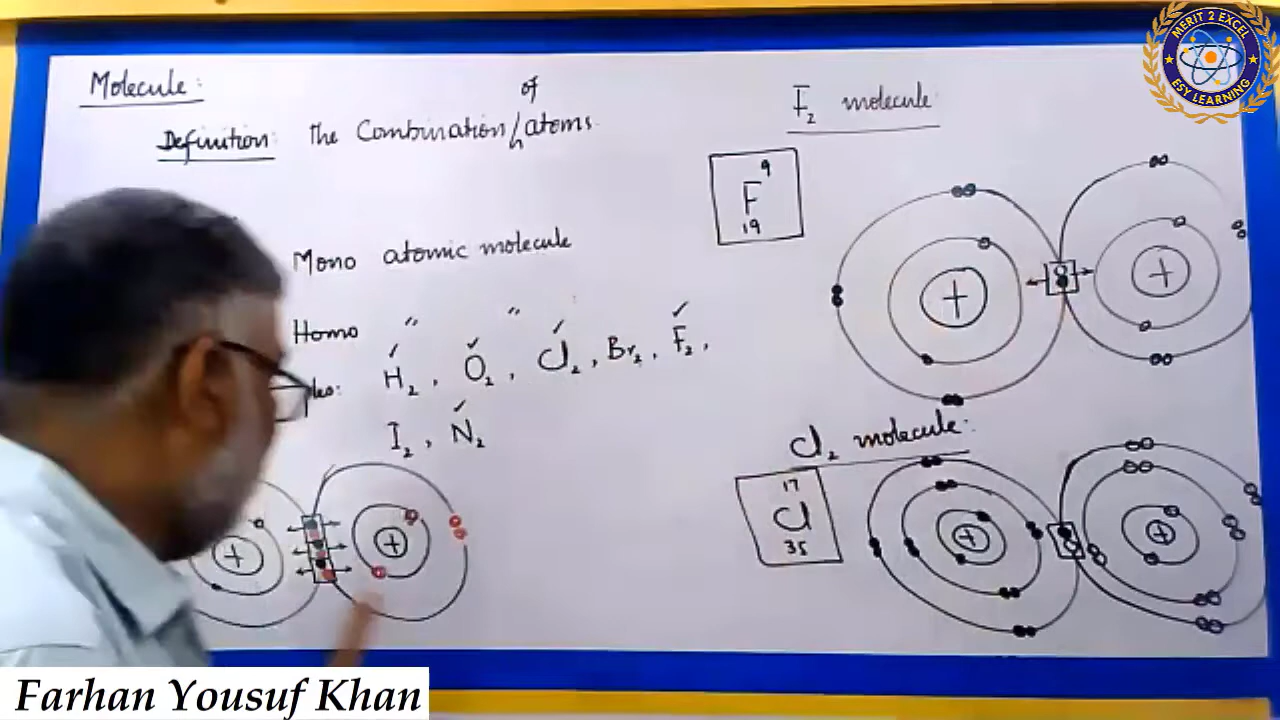 Molecule:
Definition: The Combination of atoms.
Mono atomic molecule
Homo " "
les: H2, O2, Cl2, Br2, F2,
I2, N2
F2 molecule:
9
F
19
Cl2 molecule:
17
Cl
35
MERIT 2 EXCEL
ESY LEARNING
Farhan Yousuf Khan